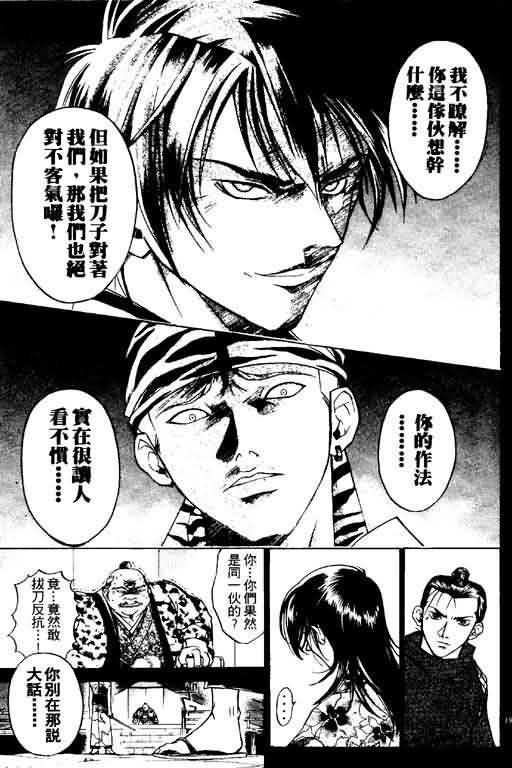 我不瞭解……
你這傢伙想幹
什麼……
但如果把刀子對著
我們，那我們也絕
對不客氣囉！
你的作法
……
實在很讓人
看不慣……
……
你…你們果然
是同一伙的？
竟…竟然敢
拔刀反抗…
你別在那說
大話……